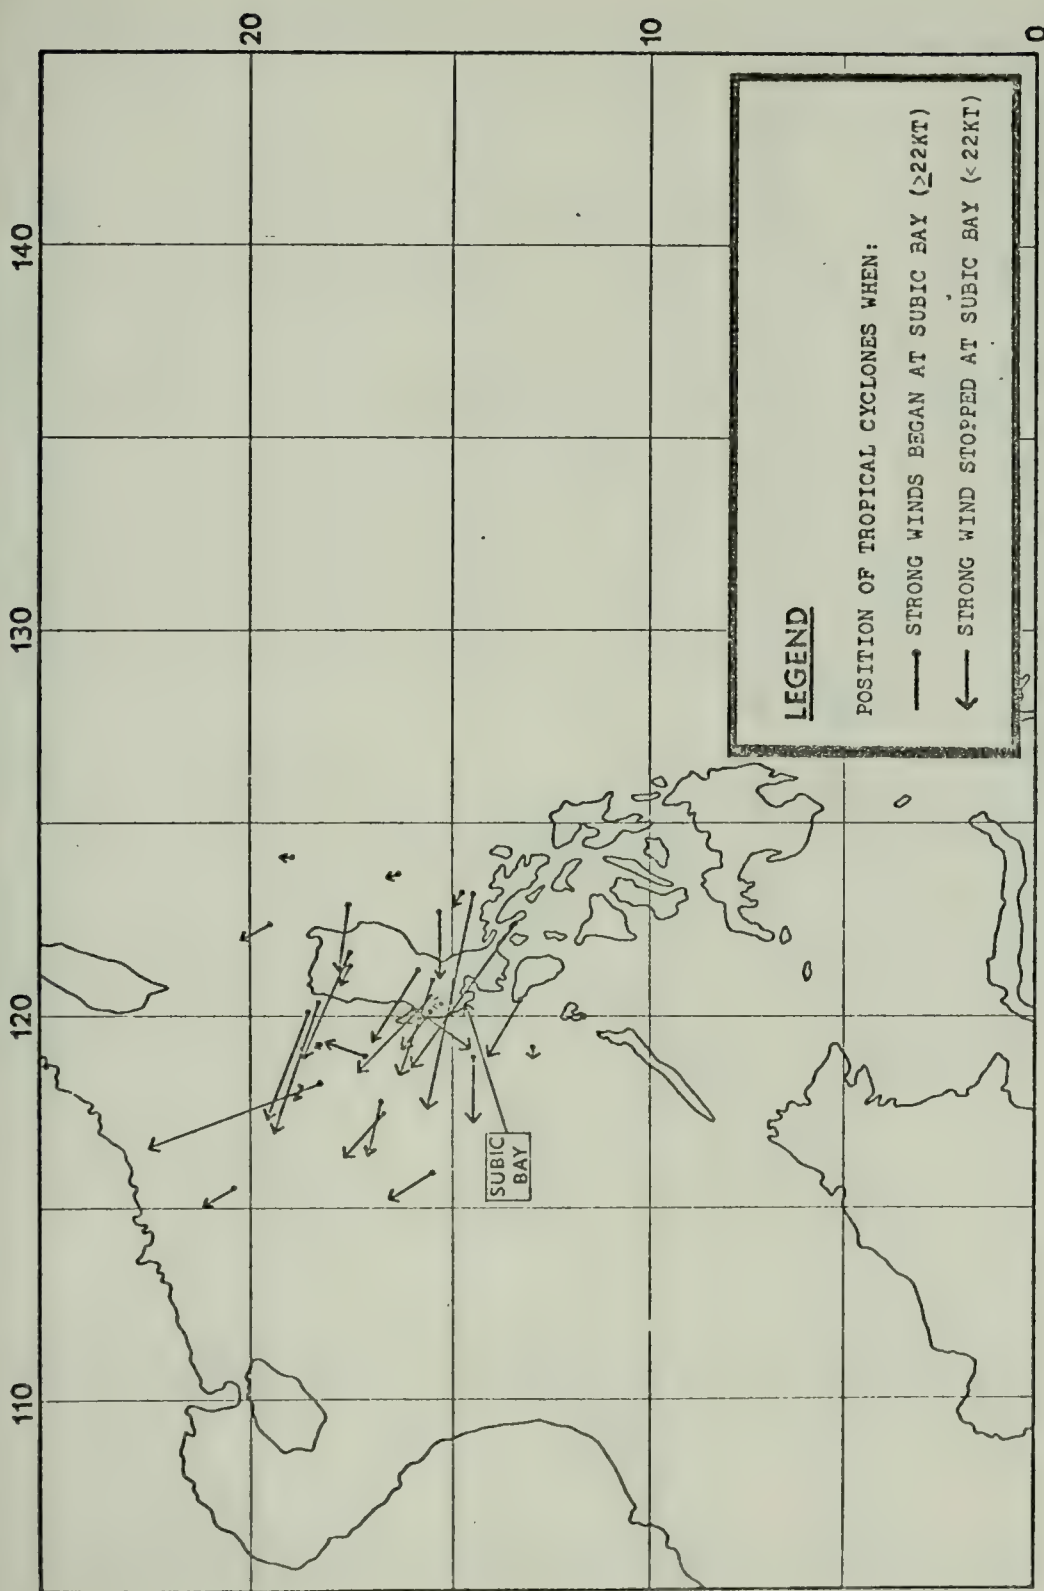 110
120
130
140
20
10
0
SUBIC
BAY
LEGEND
POSITION OF TROPICAL CYCLONES WHEN:
STRONG WINDS BEGAN AT SUBIC BAY (≥22KT)
STRONG WIND STOPPED AT SUBIC BAY (<22KT)